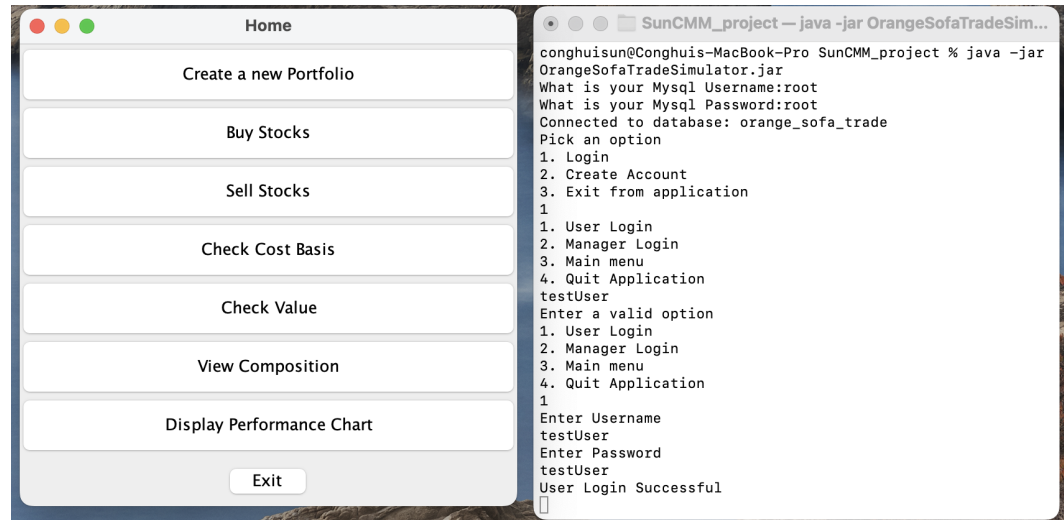 Home
Create a new Portfolio
Buy Stocks
Sell Stocks
Check Cost Basis
Check Value
View Composition
Display Performance Chart
Exit
SunCMM_project — java -jar OrangeSofaTradeSim...
conghuisun@Conghuis-MacBook-Pro SunCMM_project % java -jar
OrangeSofaTradeSimulator.jar
What is your Mysql Username:root
What is your Mysql Password:root
Connected to database: orange_sofa_trade
Pick an option
1. Login
2. Create Account
3. Exit from application
1
1. User Login
2. Manager Login
3. Main menu
4. Quit Application
testUser
Enter a valid option
1. User Login
2. Manager Login
3. Main menu
4. Quit Application
1
Enter Username
testUser
Enter Password
testUser
User Login Successful